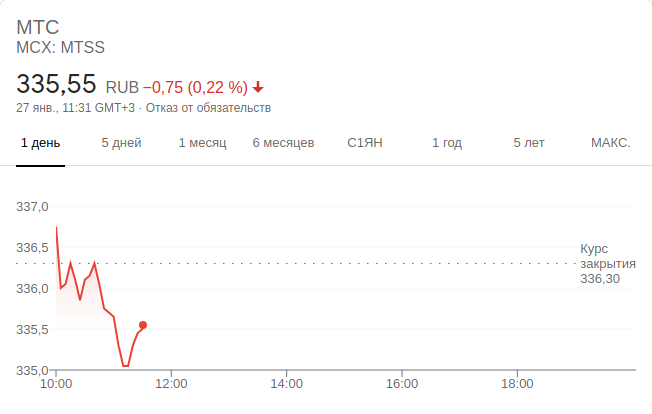 МТС
MCX: MTSS
335,55 RUB −0,75 (0,22 %)
27 янв., 11:31 GMT+3 · Отказ от обязательств
1 день 5 дней 1 месяц 6 месяцев С1ЯН 1 год 5 лет МАКС.
337,0
336,5
336,0
335,5
335,0
Курс
закрытия
336,30
10:00 12:00 14:00 16:00 18:00